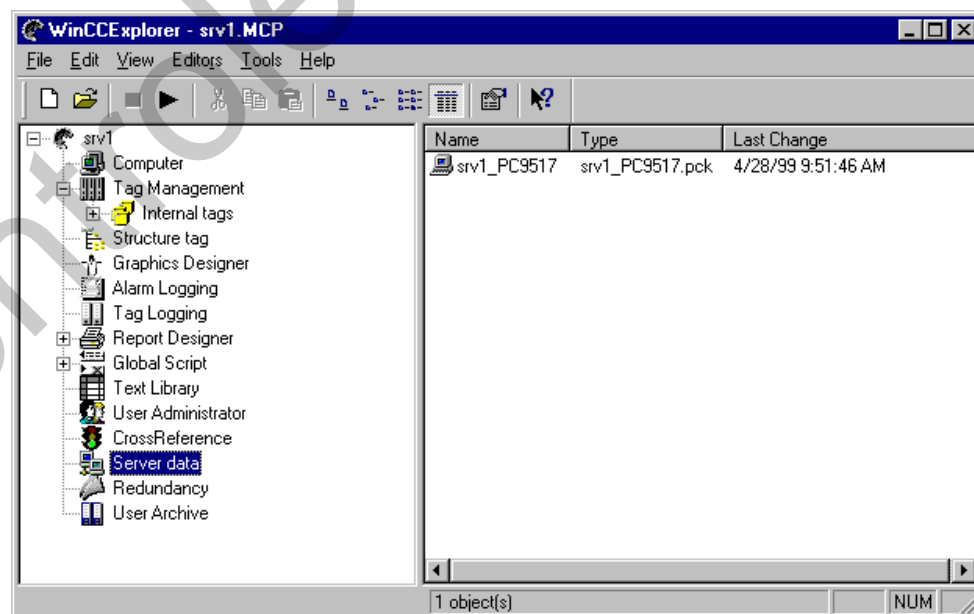 WinCCExplorer - srv1.MCP
File Edit View Editors Tools Help
srv1
Computer
Tag Management
Internal tags
Structure tag
Graphics Designer
Alarm Logging
Tag Logging
Report Designer
Global Script
Text Library
User Administrator
CrossReference
Server data
Redundancy
User Archive
Name Type Last Change
srv1_PC9517 srv1_PC9517.pck 4/28/99 9:51:46 AM
1 object(s) NUM